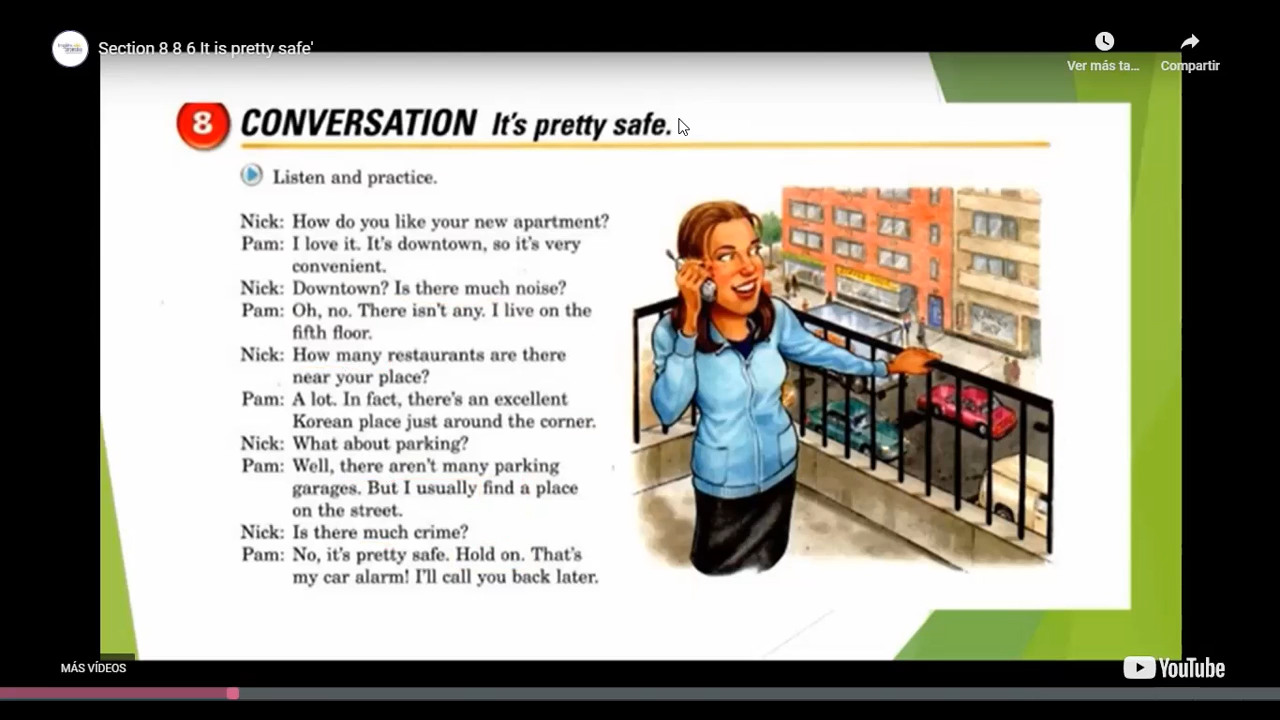 Section 8 8 6 It is pretty safe'
Ver más ta...
Compartir
8 CONVERSATION It's pretty safe.
Listen and practice.
Nick: How do you like your new apartment?
Pam: I love it. It's downtown, so it's very
convenient.
Nick: Downtown? Is there much noise?
Pam: Oh, no. There isn't any. I live on the
fifth floor.
Nick: How many restaurants are there
near your place?
Pam: A lot. In fact, there's an excellent
Korean place just around the corner.
Nick: What about parking?
Pam: Well, there aren't many parking
garages. But I usually find a place
on the street.
Nick: Is there much crime?
Pam: No, it's pretty safe. Hold on. That's
my car alarm! I'll call you back later.
MÁS VÍDEOS
YouTube